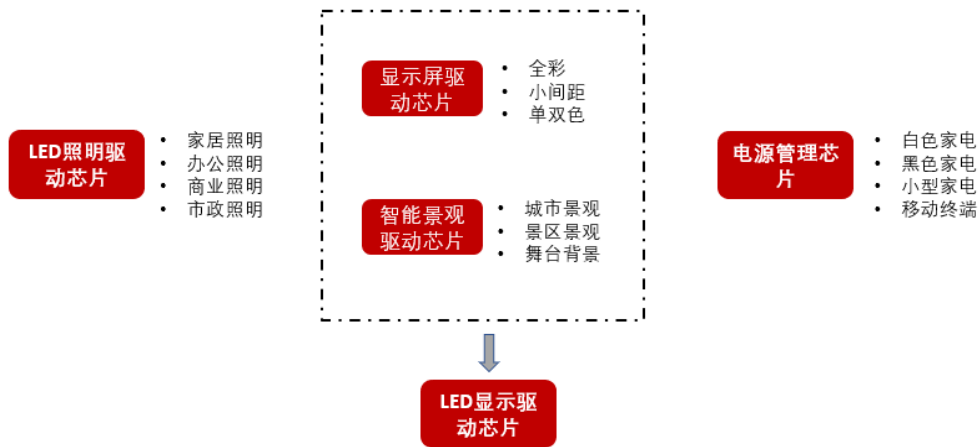 LED照明驱
动芯片
• 家居照明
• 办公照明
• 商业照明
• 市政照明
显示屏驱
动芯片
• 全彩
• 小间距
• 单双色
智能景观
驱动芯片
• 城市景观
• 景区景观
• 舞台背景
LED显示驱
动芯片
电源管理芯
片
• 白色家电
• 黑色家电
• 小型家电
• 移动终端